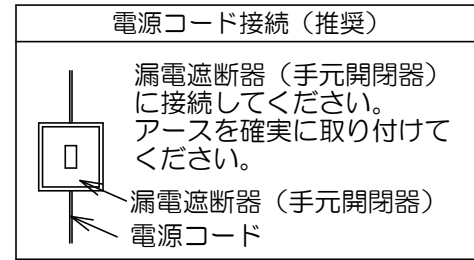 電源コード接続（推奨）
漏電遮断器（手元開閉器）
に接続してください。
アースを確実に取り付けて
ください。
漏電遮断器（手元開閉器）
電源コード